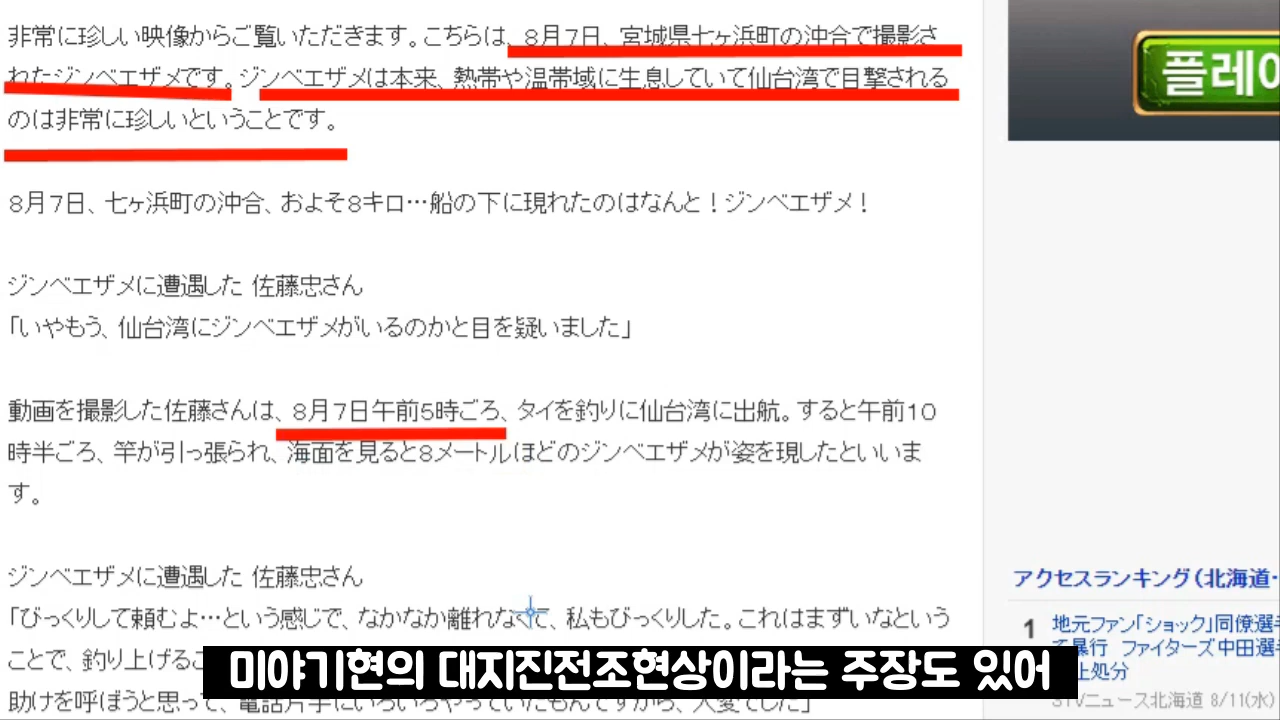 非常に珍しい映像からご覧いただきます。こちらは、8月7日、宮城県七ヶ浜町の沖合で撮影さ
れたジンベエザメです。ジンベエザメは本来、熱帯や温帯域に生息していて仙台湾で目撃される
のは非常に珍しいということです。
8月7日、七ヶ浜町の沖合、およそ8キロ…船の下に現れたのはなんと！ジンベエザメ！
ジンベエザメに遭遇した 佐藤忠さん
「いやもう、仙台湾にジンベエザメがいるのかと目を疑いました」
動画を撮影した佐藤さんは、8月7日午前5時ごろ、タイを釣りに仙台湾に出航。すると午前10
時半ごろ、竿が引っ張られ、海面を見ると8メートルほどのジンベエザメが姿を現したといいま
す。
ジンベエザメに遭遇した 佐藤忠さん
「びっくりして頼むよ…という感じで、なかなか離れなくて、私もびっくりした。これはまずいなという
ことで、釣り上げるこ
助けを呼ぼうと思って、電話片手にいろいろやっていたもんですから、大変でした」
미야기현의 대지진전조현상이라는 주장도 있어
플레이
アクセスランキング(北海道・
1 地元ファン「ショック」同僚選手
で暴行 ファイターズ中田選
上処分
STVニュース北海道 8/11(水)